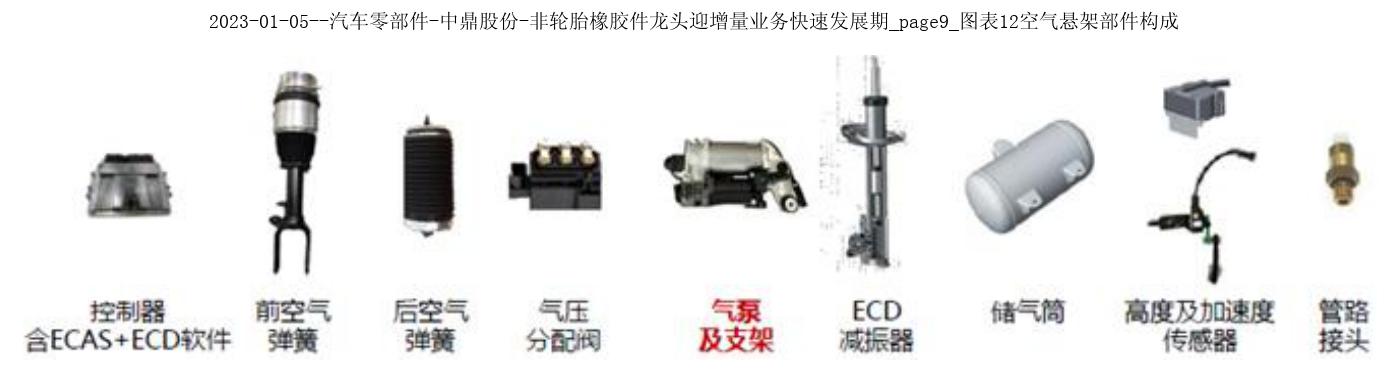 2023-01-05--汽车零部件-中鼎股份-非轮胎橡胶件龙头迎增量业务快速发展期_page9_图表12空气悬架部件构成
控制器
含ECAS+ECD软件
前空气
弹簧
后空气
弹簧
气压
分配阀
气泵
及支架
ECD
减振器
储气筒
高度及加速度
传感器
管路
接头